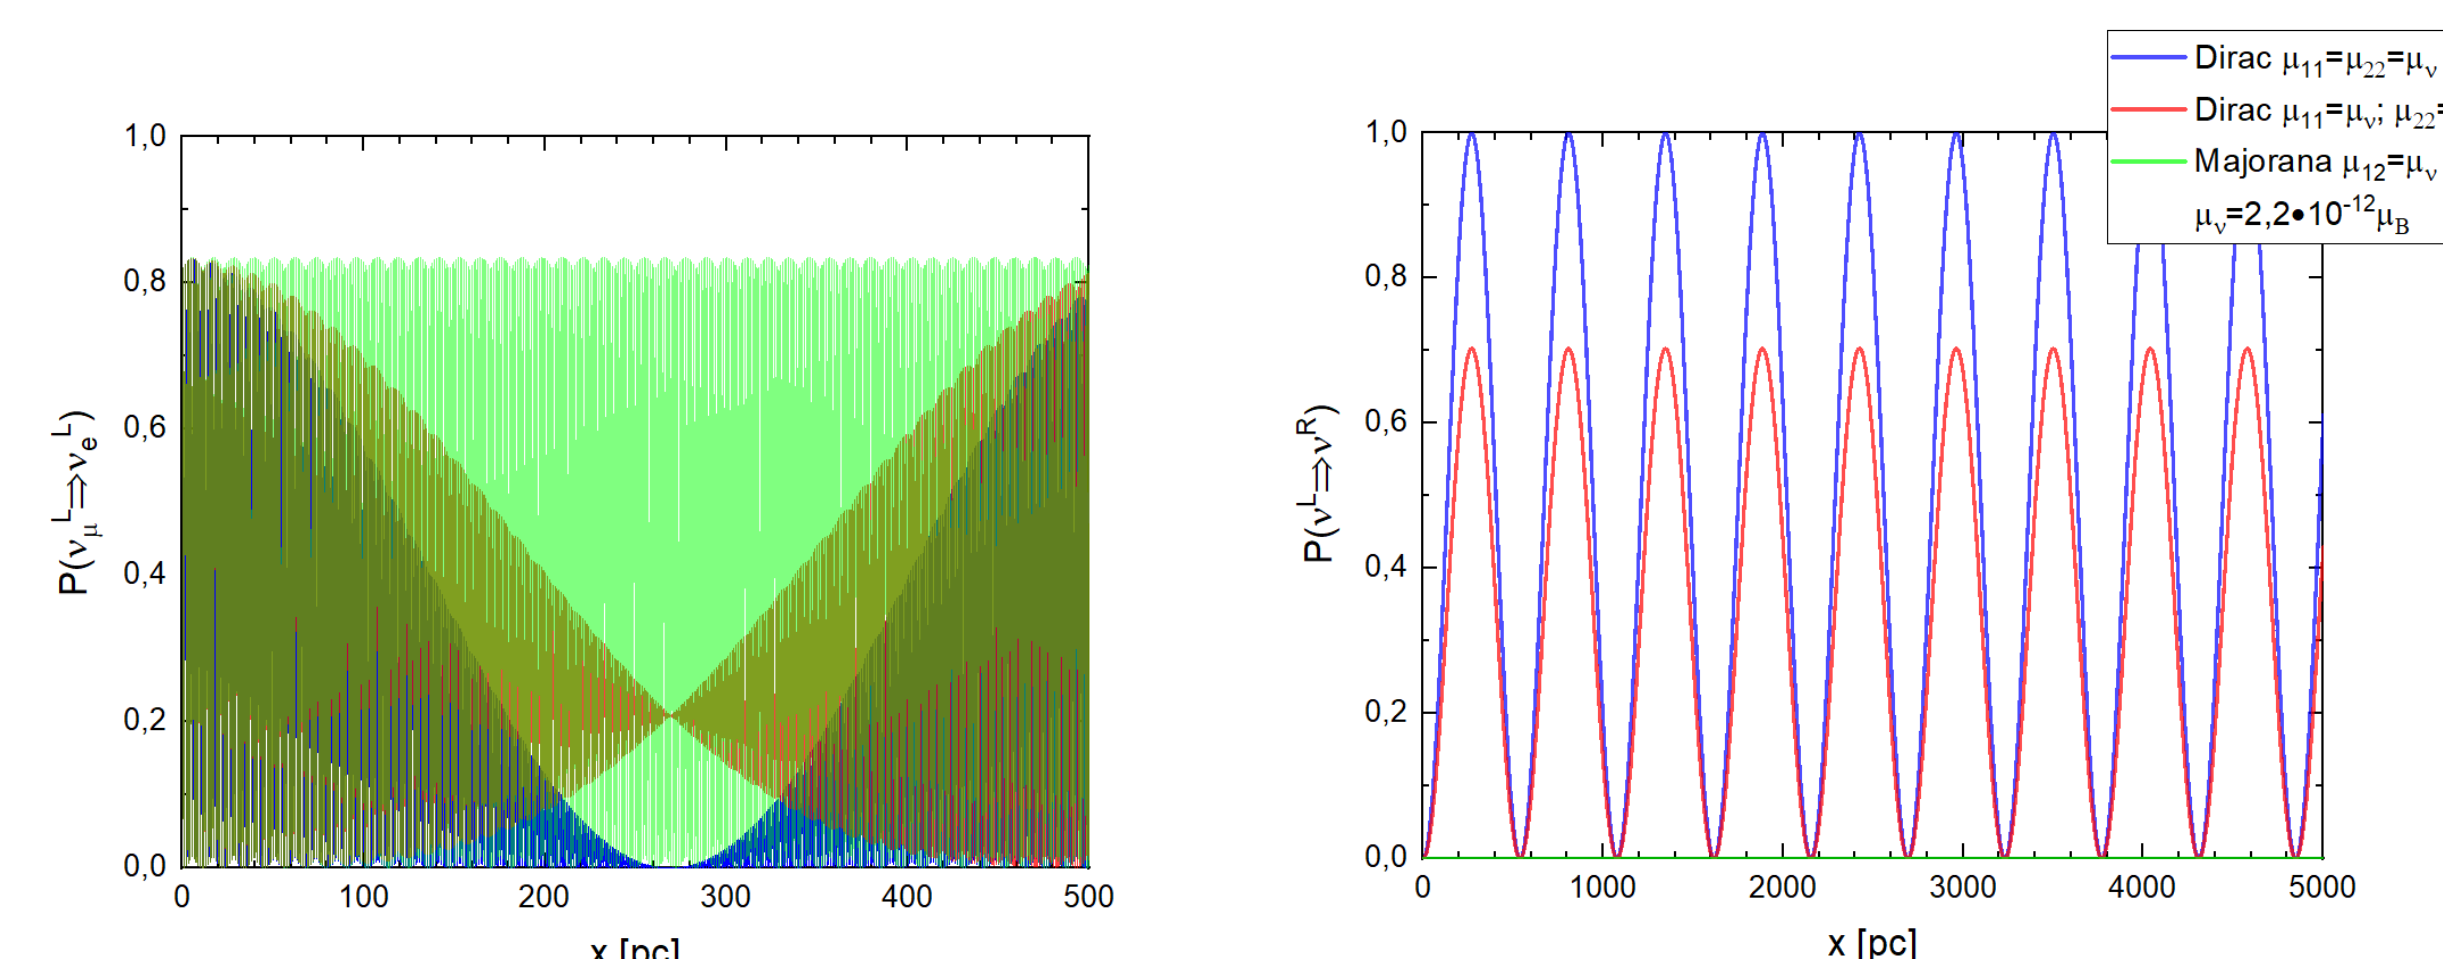 1,0
0,8
0,6
0,4
0,2
0,0
P(νμL⇒νeL)
0 100 200 300 400 500
x [pc]
1,0
0,8
0,6
0,4
0,2
0,0
P(νL⇒νR)
0 1000 2000 3000 4000 5000
x [pc]
Dirac μ11=μ22=μν
Dirac μ11=μν; μ22=
Majorana μ12=μν
μν=2,2•10-12μB